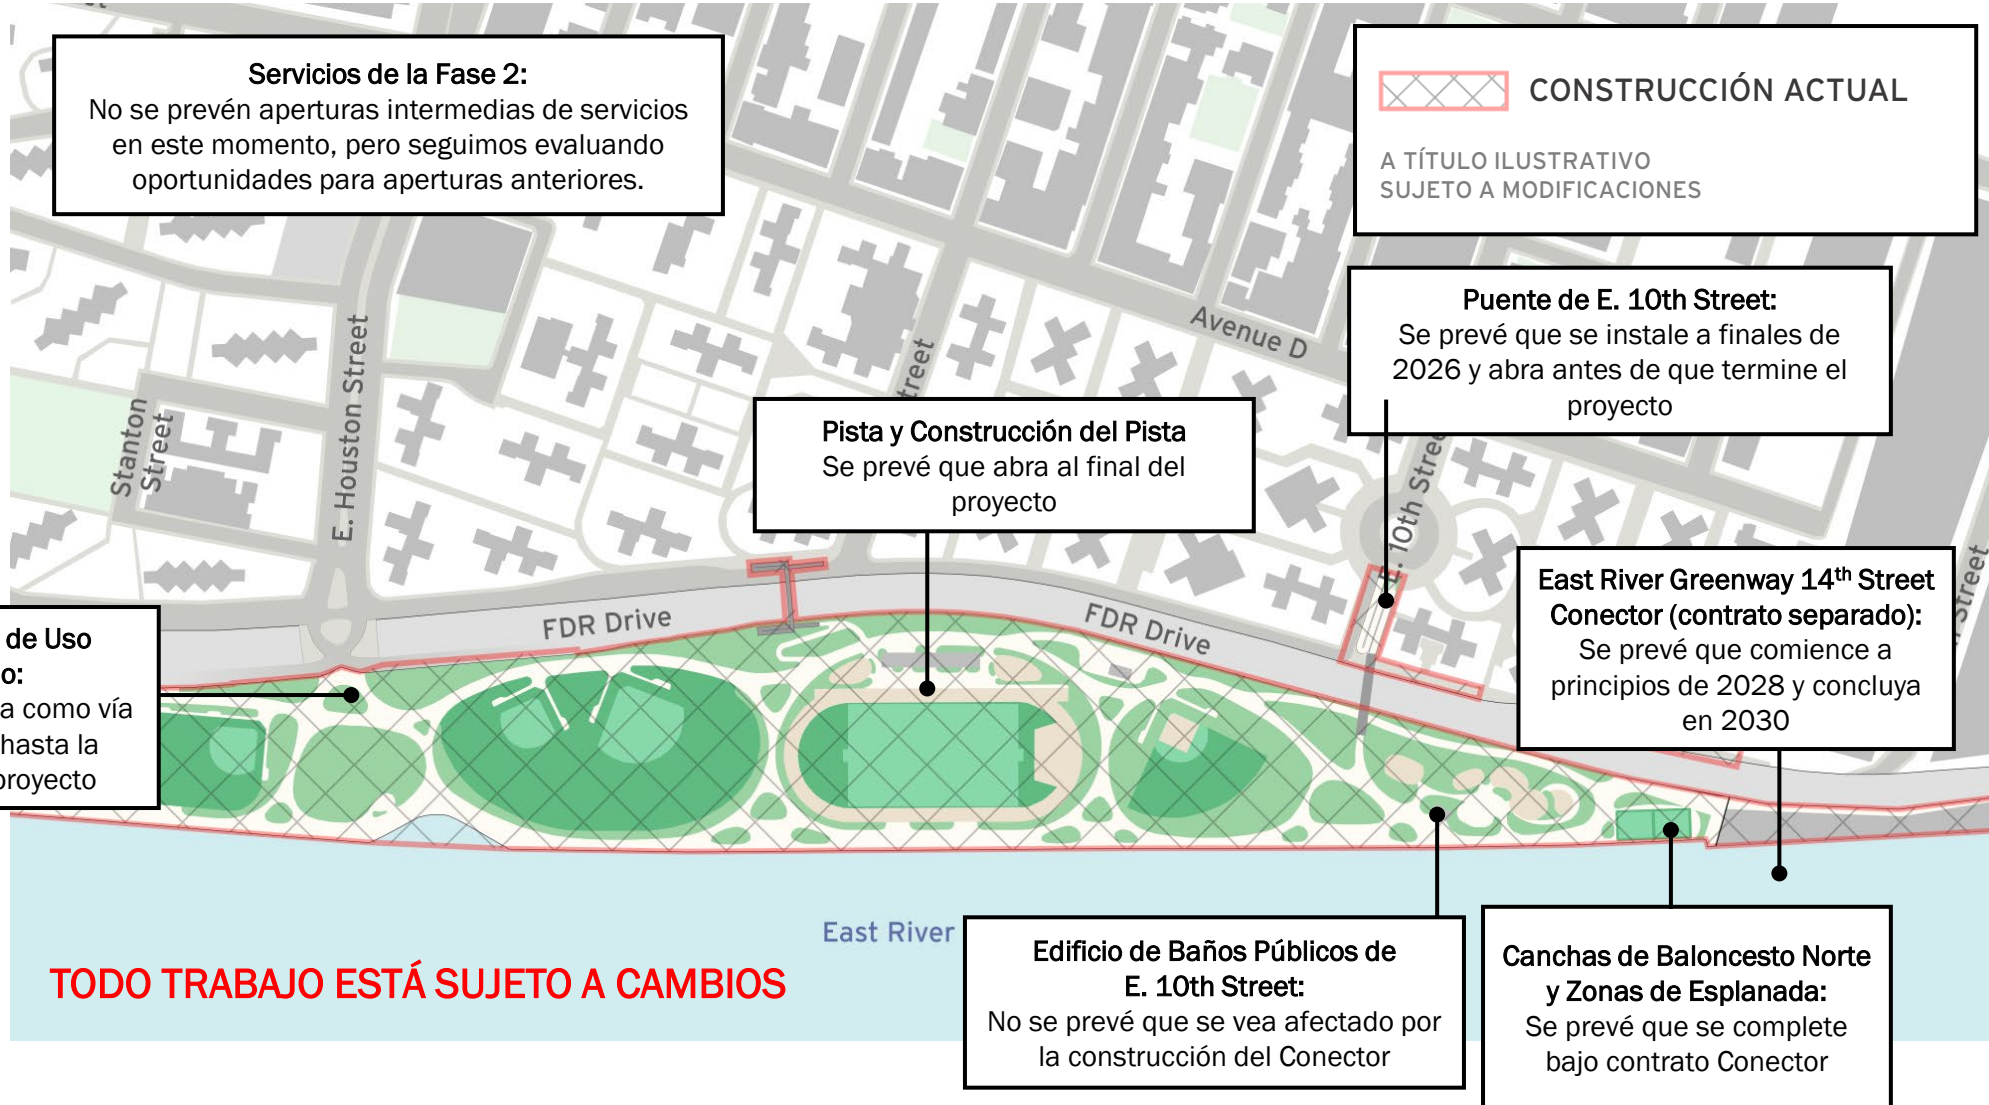 Servicios de la Fase 2:
No se prevén aperturas intermedias de servicios
en este momento, pero seguimos evaluando
oportunidades para aperturas anteriores.
CONSTRUCCIÓN ACTUAL
A TÍTULO ILUSTRATIVO
SUJETO A MODIFICACIONES
Puente de E. 10th Street:
Se prevé que se instale a finales de
2026 y abra antes de que termine el
proyecto
Avenue D
Stanton
Street
E. Houston Street
Pista y Construcción del Pista
Se prevé que abra al final del
proyecto
E. 10th Street
East River Greenway 14th Street
Conector (contrato separado):
Se prevé que comience a
principios de 2028 y concluya
en 2030
Street
FDR Drive
FDR Drive
de Uso
o:
a como vía
hasta la
proyecto
East River
TODO TRABAJO ESTÁ SUJETO A CAMBIOS
Edificio de Baños Públicos de
E. 10th Street:
No se prevé que se vea afectado por
la construcción del Conector
Canchas de Baloncesto Norte
y Zonas de Esplanada:
Se prevé que se complete
bajo contrato Conector